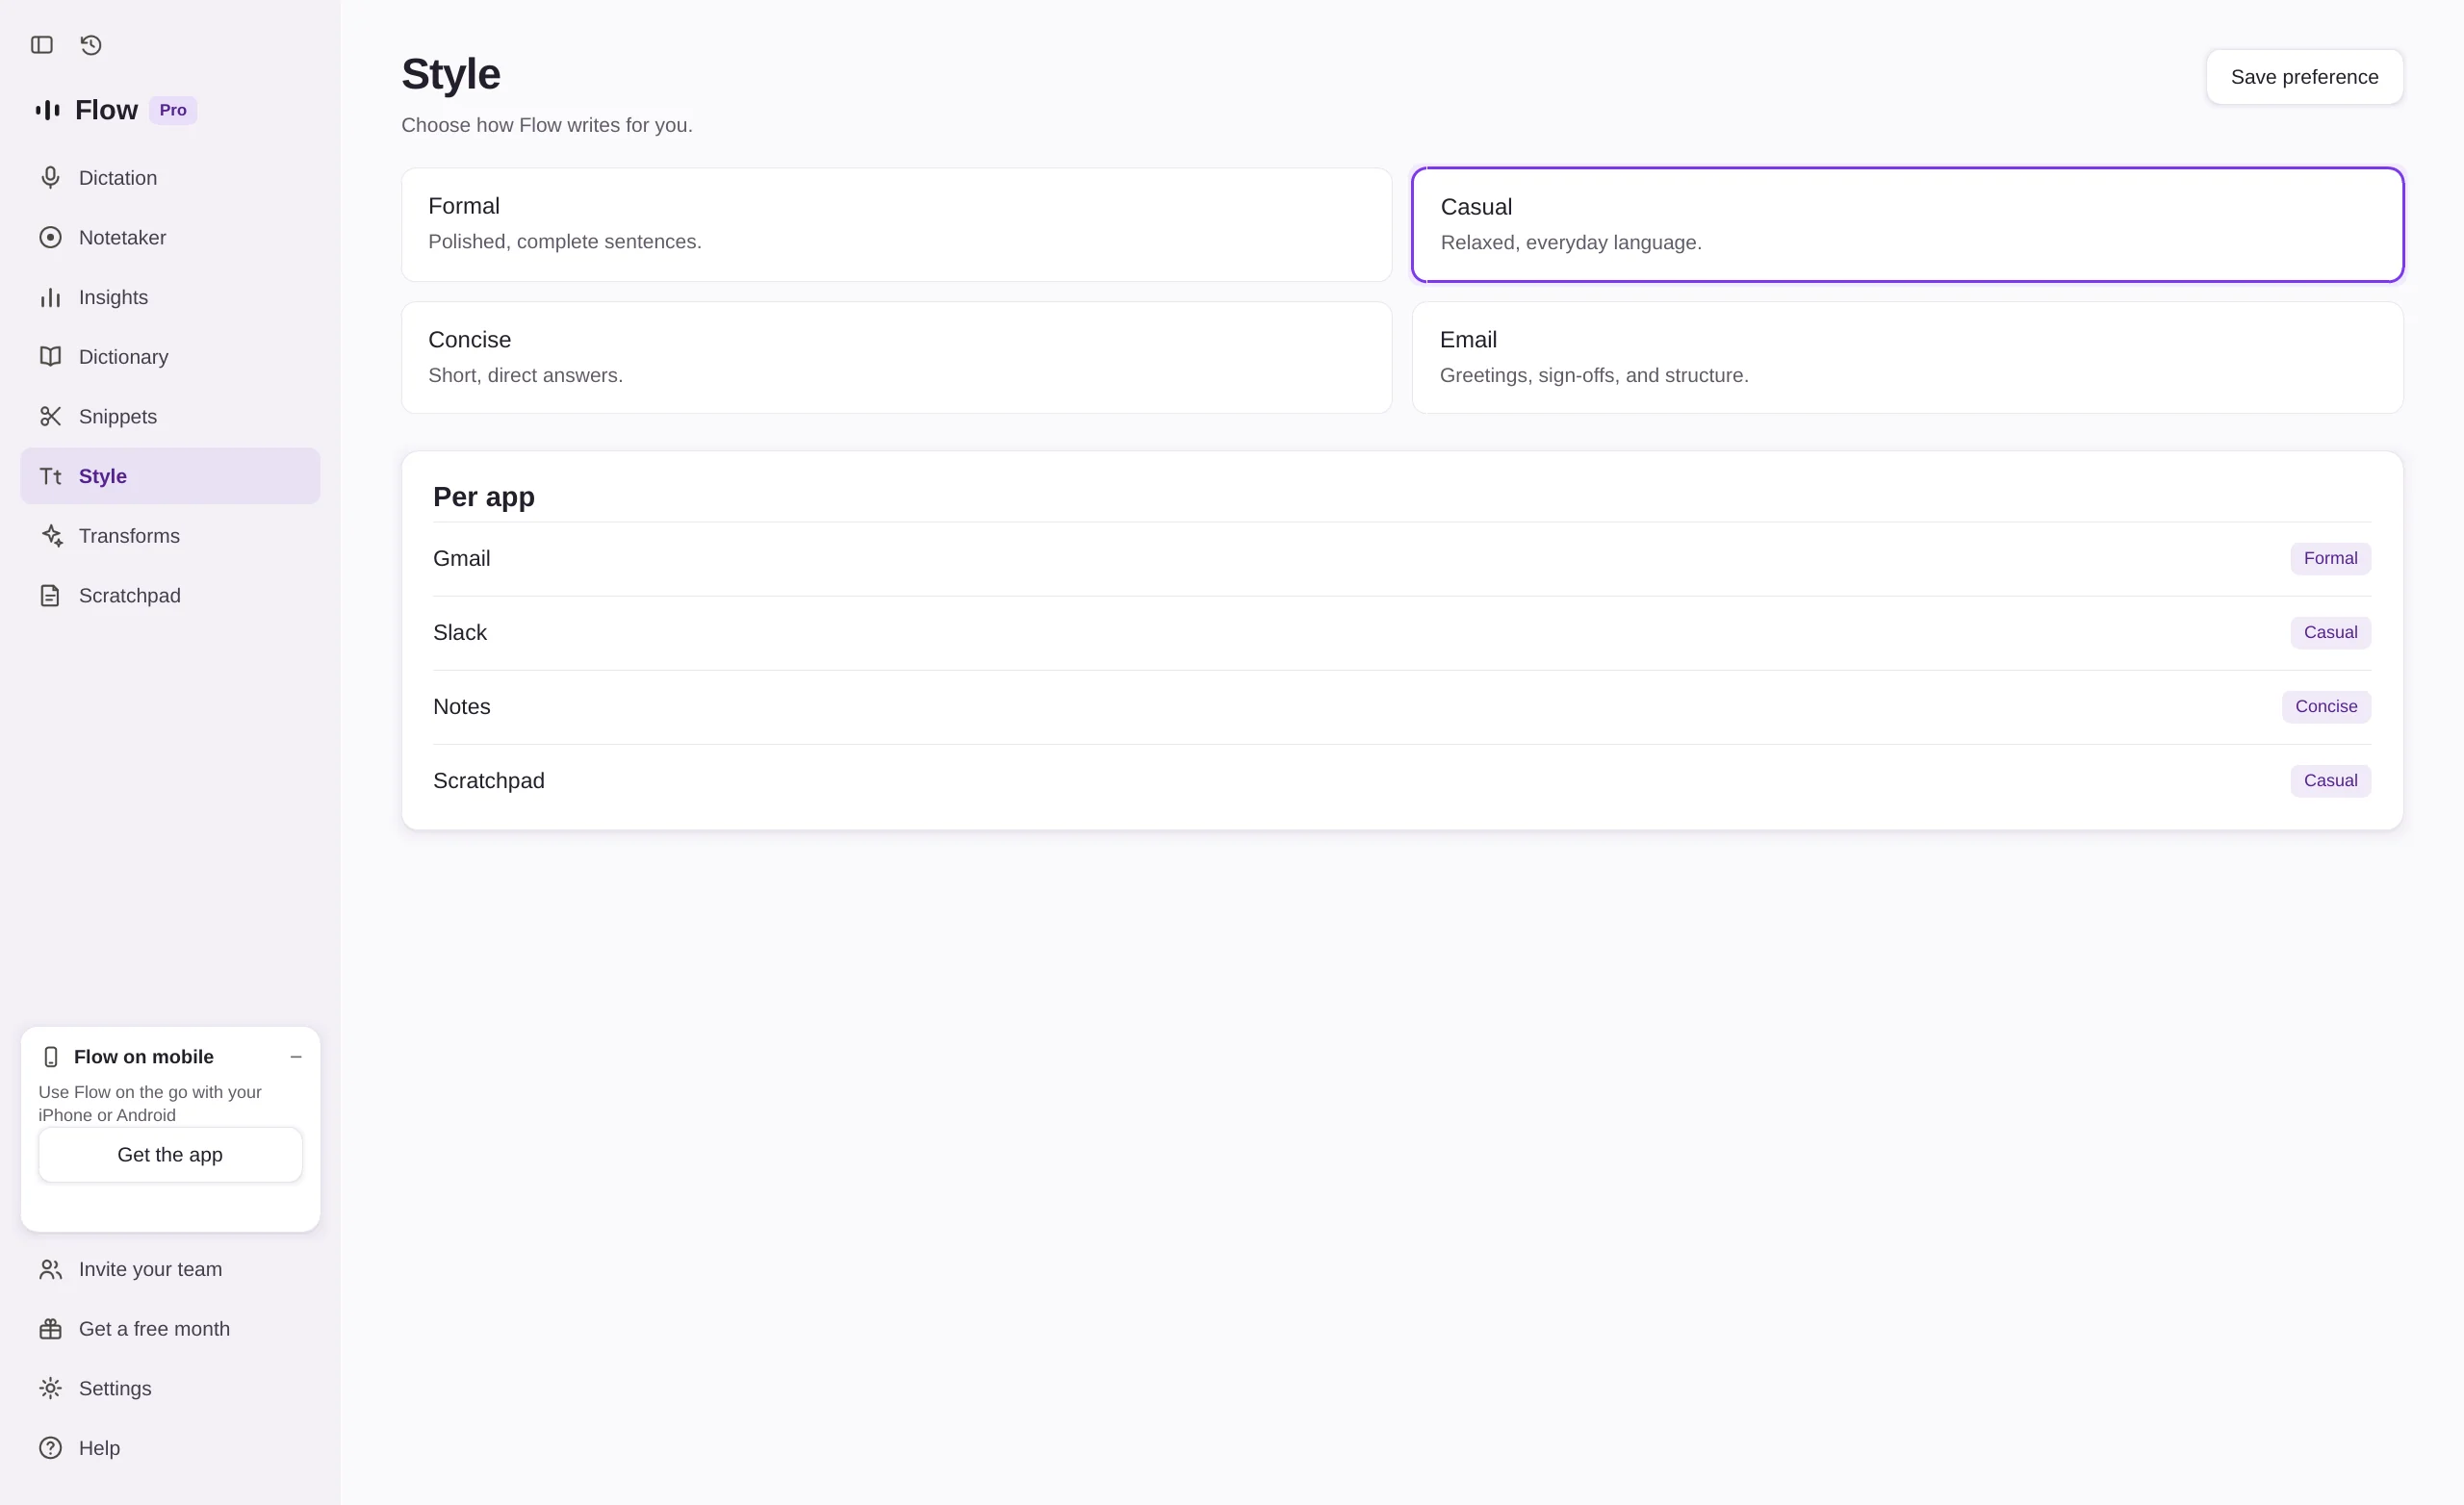 Flow Pro
Dictation
Notetaker
Insights
Dictionary
Snippets
Style
Transforms
Scratchpad
Flow on mobile
Use Flow on the go with your
iPhone or Android
Get the app
Invite your team
Get a free month
Settings
Help
Style
Save preference
Choose how Flow writes for you.
Formal
Polished, complete sentences.
Casual
Relaxed, everyday language.
Concise
Short, direct answers.
Email
Greetings, sign-offs, and structure.
Per app
Gmail Formal
Slack Casual
Notes Concise
Scratchpad Casual